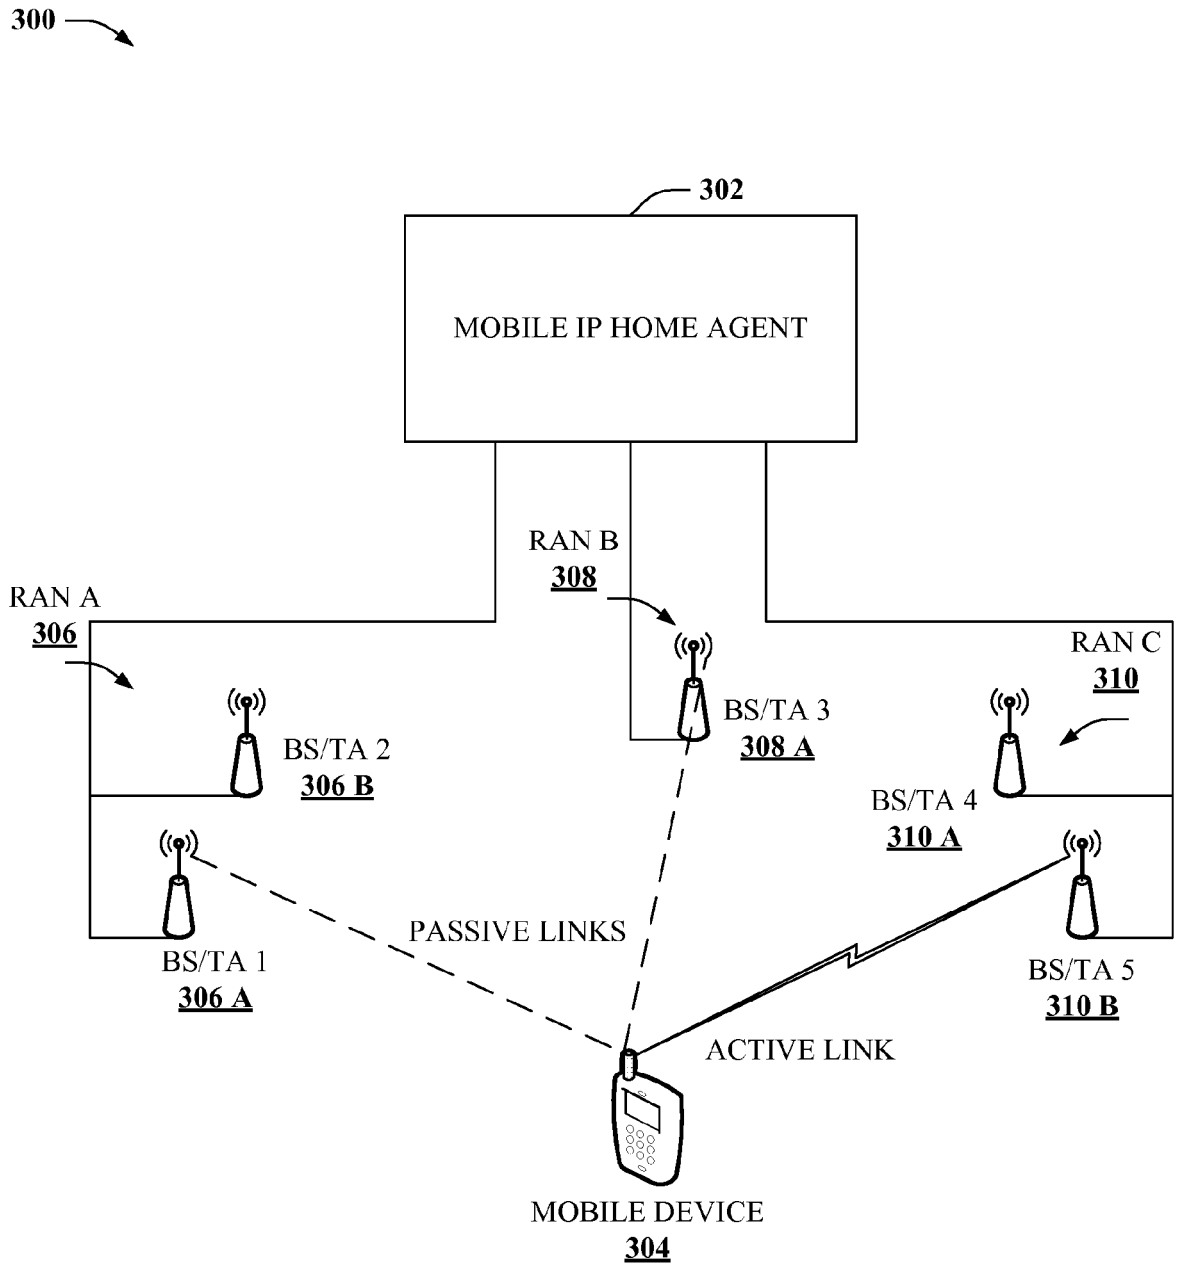 300
302
MOBILE IP HOME AGENT
RAN B
308
RAN A
306
RAN C
310
BS/TA 3
308 A
BS/TA 2
306 B
BS/TA 4
310 A
PASSIVE LINKS
BS/TA 1
306 A
BS/TA 5
310 B
ACTIVE LINK
MOBILE DEVICE
304